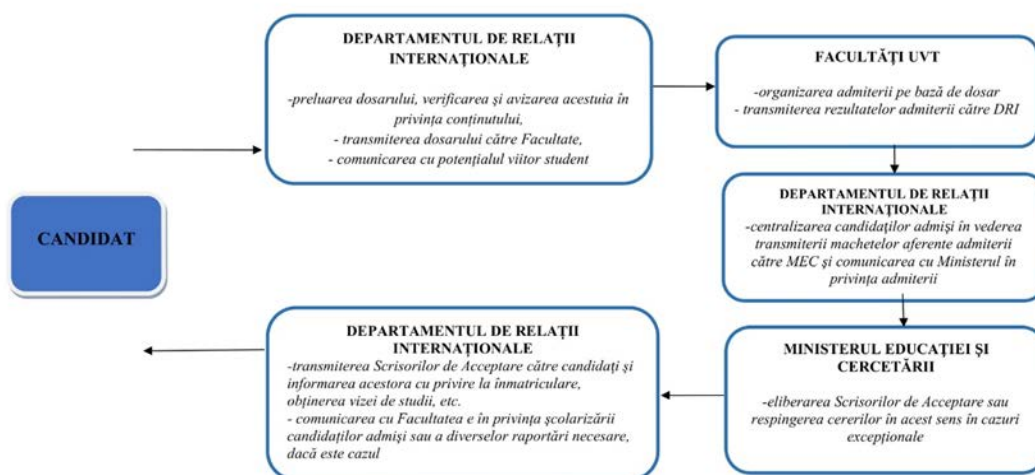 CANDIDAT
DEPARTAMENTUL DE RELAȚII
INTERNAȚIONALE
-preluarea dosarului, verificarea și avizarea acestuia în
privința conținutului,
- transmiterea dosarului către Facultate,
- comunicarea cu potențialul viitor student
FACULTĂȚI UVT
-organizarea admiterii pe bază de dosar
- transmiterea rezultatelor admiterii către DRI
DEPARTAMENTUL DE RELAȚII
INTERNAȚIONALE
-centralizarea candidaților admiși în vederea
transmiterii machetelor aferente admiterii
către MEC și comunicarea cu Ministerul în
privința admiterii
MINISTERUL EDUCAȚIEI ȘI
CERCETĂRII
-eliberarea Scrisorilor de Acceptare sau
respingerea cererilor în acest sens în cazuri
excepționale
DEPARTAMENTUL DE RELAȚII
INTERNAȚIONALE
-transmiterea Scrisorilor de Acceptare către candidați și
informarea acestora cu privire la înmatriculare,
obținerea vizei de studii, etc.
- comunicarea cu Facultatea e în privința școlarizării
candidaților admiși sau a diverselor raportări necesare,
dacă este cazul